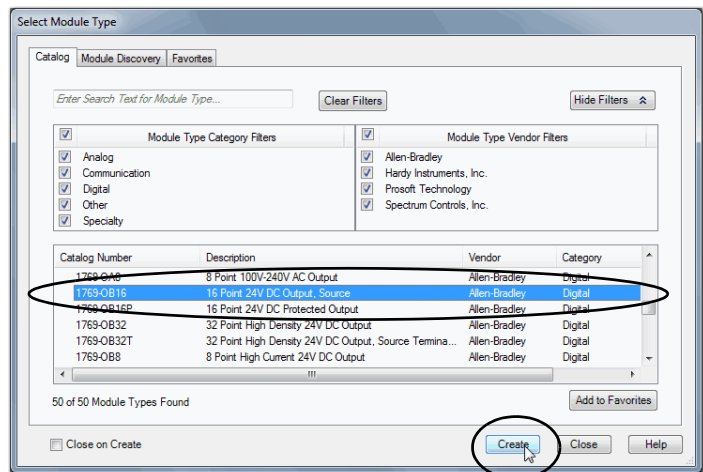 Select Module Type
Catalog Module Discovery Favorites
Enter Search Text for Module Type... Clear Filters Hide Filters
Module Type Category Filters Module Type Vendor Filters
Analog Allen-Bradley
Communication Hardy Instruments, Inc.
Digital Prosoft Technology
Other Spectrum Controls, Inc.
Specialty
Catalog Number Description Vendor Category
1769-OA8 8 Point 100V-240V AC Output Allen-Bradley Digital
1769-OB16 16 Point 24V DC Output, Source Allen-Bradley Digital
1769-OB16P 16 Point 24V DC Protected Output Allen-Bradley Digital
1769-OB32 32 Point High Density 24V DC Output Allen-Bradley Digital
1769-OB32T 32 Point High Density 24V DC Output, Source Termina... Allen-Bradley Digital
1769-OB8 8 Point High Current 24V DC Output Allen-Bradley Digital
50 of 50 Module Types Found Add to Favorites
Close on Create Create Close Help